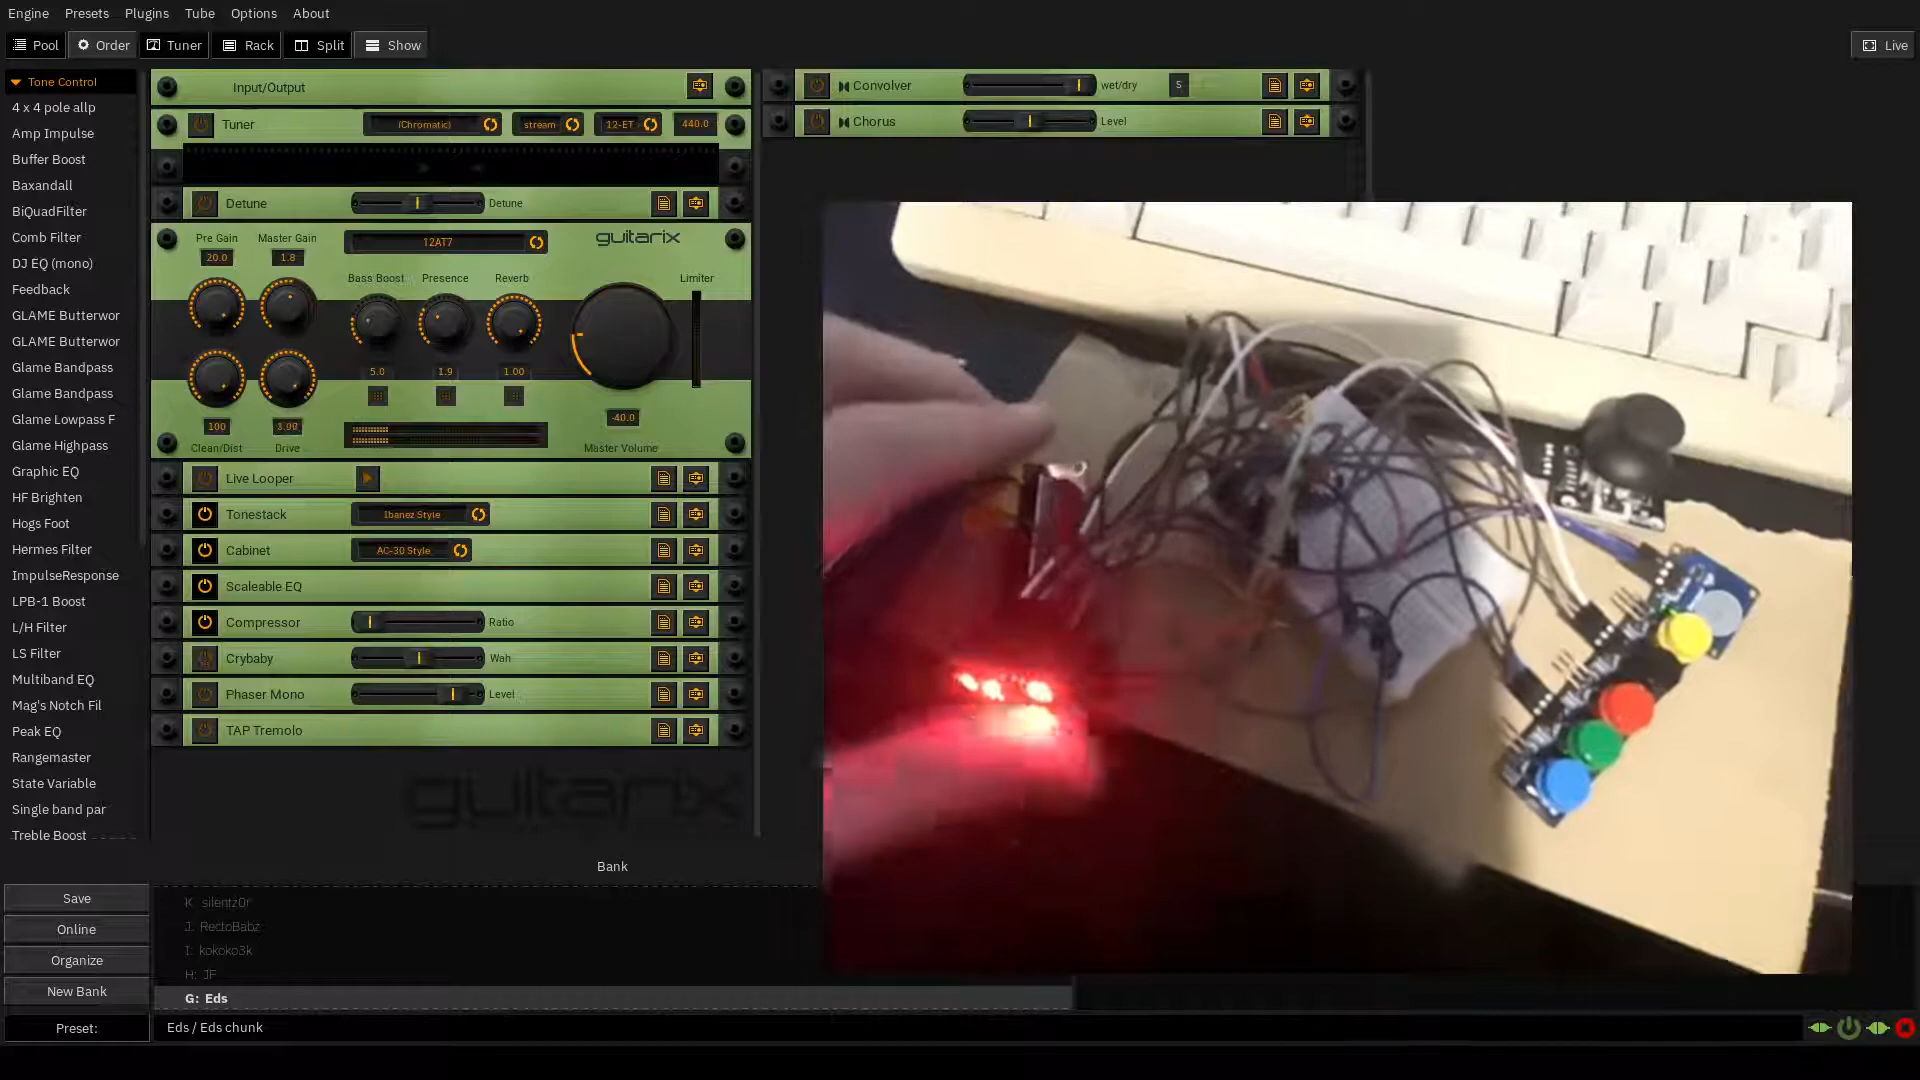 Engine Presets Plugins Tube Options About
Pool Order Tuner Rack Split Show Live
Tone Control
4 x 4 pole allp
Amp Impulse
Buffer Boost
Baxandall
BiQuadFilter
Comb Filter
DJ EQ (mono)
Feedback
GLAME Butterwor
GLAME Butterwor
Glame Bandpass
Glame Bandpass
Glame Lowpass F
Glame Highpass
Graphic EQ
HF Brighten
Hogs Foot
Hermes Filter
ImpulseResponse
LPB-1 Boost
L/H Filter
LS Filter
Multiband EQ
Mag's Notch Fil
Peak EQ
Rangemaster
State Variable
Single band par
Treble Boost
Input/Output
Tuner (Chromatic) stream 12-ET 440.0
Detune Detune
Pre Gain Master Gain 12AT7 guitarix
20.0 1.8
Bass Boost Presence Reverb Limiter
5.0 1.9 1.00
-40.0
100
Clean/Dist Drive Master Volume
Live Looper
Tonestack Ibanez Style
Cabinet AC-30 Style
Scaleable EQ
Compressor Ratio
Crybaby Wah
Phaser Mono Level
TAP Tremolo
guitarix
Convolver wet/dry S
Chorus Level
Bank
Save
Online
Organize
New Bank
K silentz0r
J: RectoBabz
I: kokoko3k
H: JF
G: Eds
Preset: Eds / Eds chunk